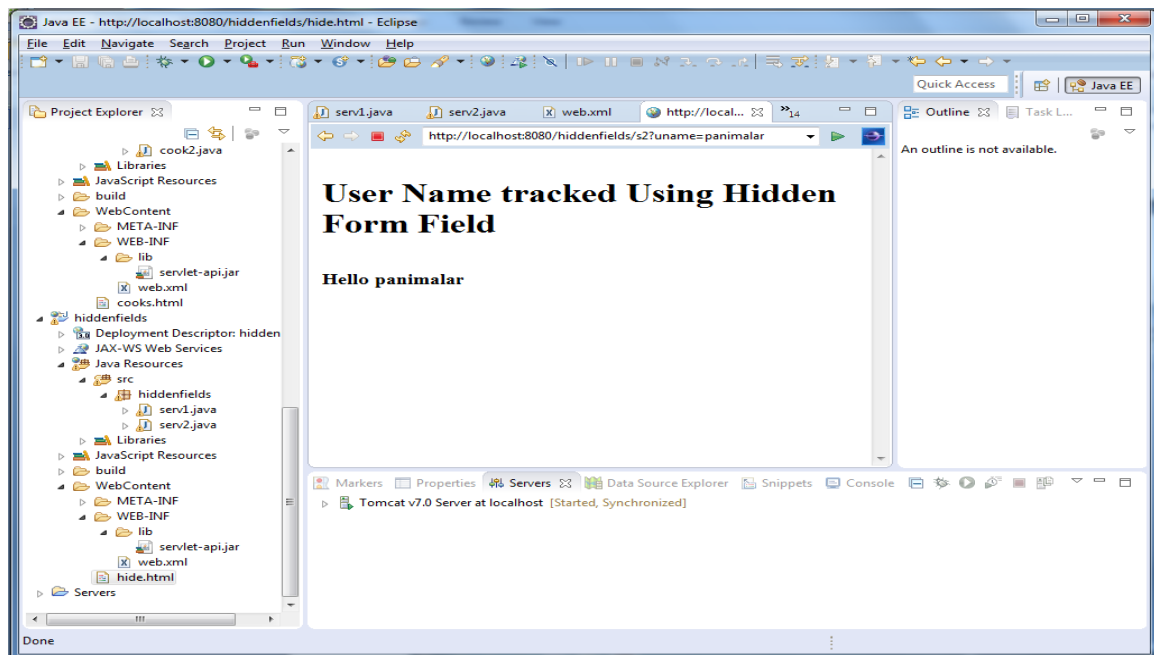 Java EE - http://localhost:8080/hiddenfields/hide.html - Eclipse
File Edit Navigate Search Project Run Window Help
Quick Access
Java EE
Project Explorer
cook2.java
Libraries
JavaScript Resources
build
WebContent
META-INF
WEB-INF
lib
servlet-api.jar
web.xml
cooks.html
hiddenfields
Deployment Descriptor: hidden
JAX-WS Web Services
Java Resources
src
hiddenfields
serv1.java
serv2.java
Libraries
JavaScript Resources
build
WebContent
META-INF
WEB-INF
lib
servlet-api.jar
web.xml
hide.html
Servers
serv1.java serv2.java web.xml http://local... »14
http://localhost:8080/hiddenfields/s2?uname=panimalar
User Name tracked Using Hidden
Form Field
Hello panimalar
Outline Task L...
An outline is not available.
Markers Properties Servers Data Source Explorer Snippets Console
Tomcat v7.0 Server at localhost [Started, Synchronized]
Done